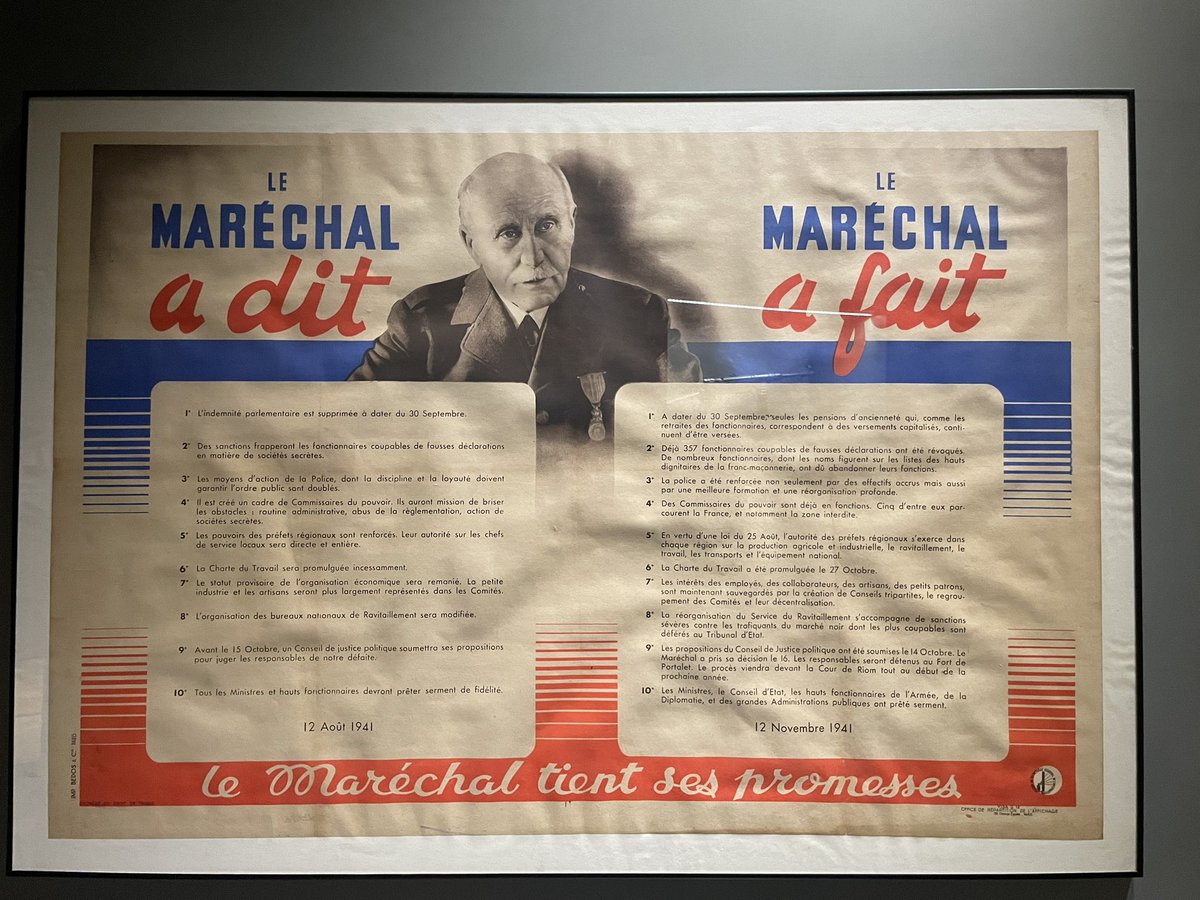 LE
MARÉCHAL
a dit
1° L'indemnité parlementaire est supprimée à dater du 30 Septembre.
2° Des sanctions frapperont les fonctionnaires coupables de fausses déclarations
en matière de sociétés secrètes.
3° Les moyens d'action de la Police, dont la discipline et la loyauté doivent
garantir l'ordre public sont doublés.
4° Il est créé un cadre de Commissaires du pouvoir. Ils auront mission de briser
les obstacles : routine administrative, abus de la règlementation, action de
sociétés secrètes.
5° Les pouvoirs des préfets régionaux sont renforcés. Leur autorité sur les chefs
de service locaux sera directe et entière.
6° La Charte du Travail sera promulguée incessamment.
7° Le statut provisoire de l'organisation économique sera remanié. La petite
industrie et les artisans seront plus largement représentés dans les Comités.
8° L'organisation des bureaux nationaux de Ravitaillement sera modifiée.
9° Avant le 15 Octobre, un Conseil de justice politique soumettra ses propositions
pour juger les responsables de notre défaite.
10° Tous les Ministres et hauts fonctionnaires devront prêter serment de fidélité.
12 Août 1941
LE
MARÉCHAL
a fait
1° A dater du 30 Septembre, seules les pensions d'ancienneté qui, comme les
retraites des fonctionnaires, correspondent à des versements capitalisés, conti-
nuent d'être versées.
2° Déjà 357 fonctionnaires coupables de fausses déclarations ont été révoqués.
De nombreux fonctionnaires, dont les noms figurent sur les listes des hauts
dignitaires de la franc-maçonnerie, ont dû abandonner leurs fonctions.
3° La police a été renforcée non seulement par des effectifs accrus mais aussi
par une meilleure formation et une réorganisation profonde.
4° Des Commissaires du pouvoir sont déjà en fonctions. Cinq d'entre eux par-
courent la France, et notamment la zone interdite.
5° En vertu d'une loi du 25 Août, l'autorité des préfets régionaux s'exerce dans
chaque région sur la production agricole et industrielle, le ravitaillement, le
travail, les transports et l'équipement national.
6° La Charte du Travail a été promulguée le 27 Octobre.
7° Les intérêts des employés, des collaborateurs, des artisans, des petits patrons,
sont maintenant sauvegardés par la création de Conseils tripartites, le regrou-
pement des Comités et leur décentralisation.
8° La réorganisation du Service du Ravitaillement s'accompagne de sanctions
sévères contre les trafiquants du marché noir dont les plus coupables sont
déférés au Tribunal d'Etat.
9° Les propositions du Conseil de Justice politique ont été soumises le 14 Octobre. Le
Maréchal a pris sa décision le 16. Les responsables seront détenus au Fort de
Portalet. Le procès viendra devant la Cour de Riom tout au début de la
prochaine année.
10° Les Ministres, le Conseil d'Etat, les hauts fonctionnaires de l'Armée, de la
Diplomatie, et des grandes Administrations publiques ont prêté serment.
12 Novembre 1941
le Maréchal tient ses promesses
IMP. BEDOS & Cie PARIS
OFFICE DE RÉPARTITION DE L'AFFICHAGE